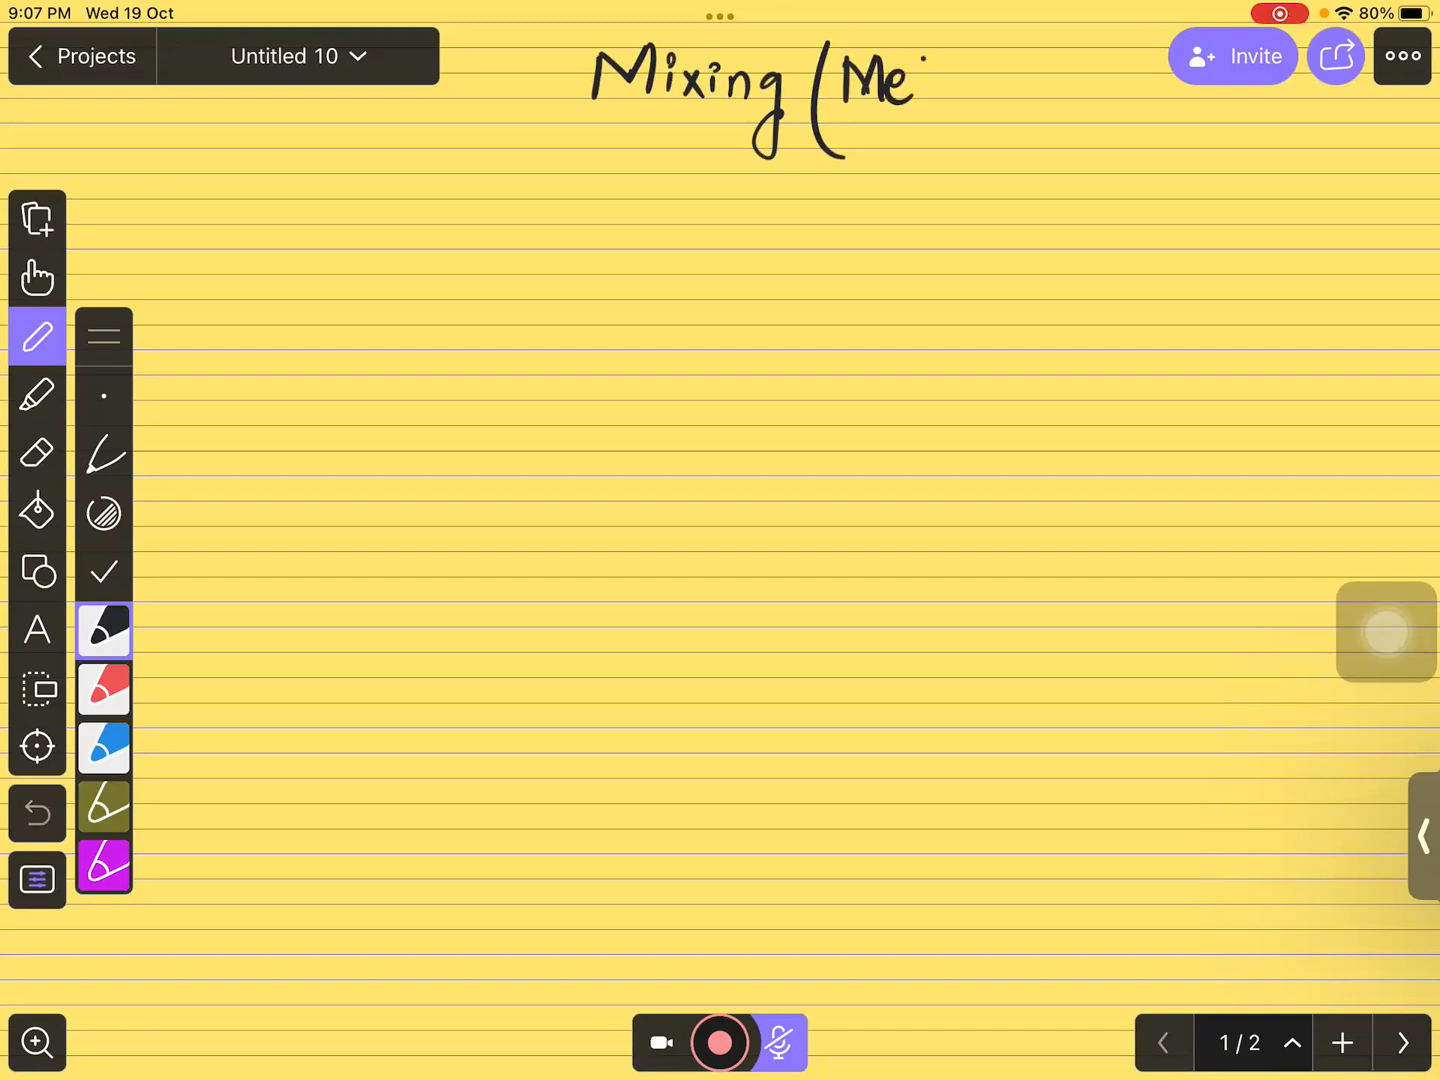 9:07 PM Wed 19 Oct
80%
Projects
Untitled 10
Invite
Mixing (Me
A
1 / 2